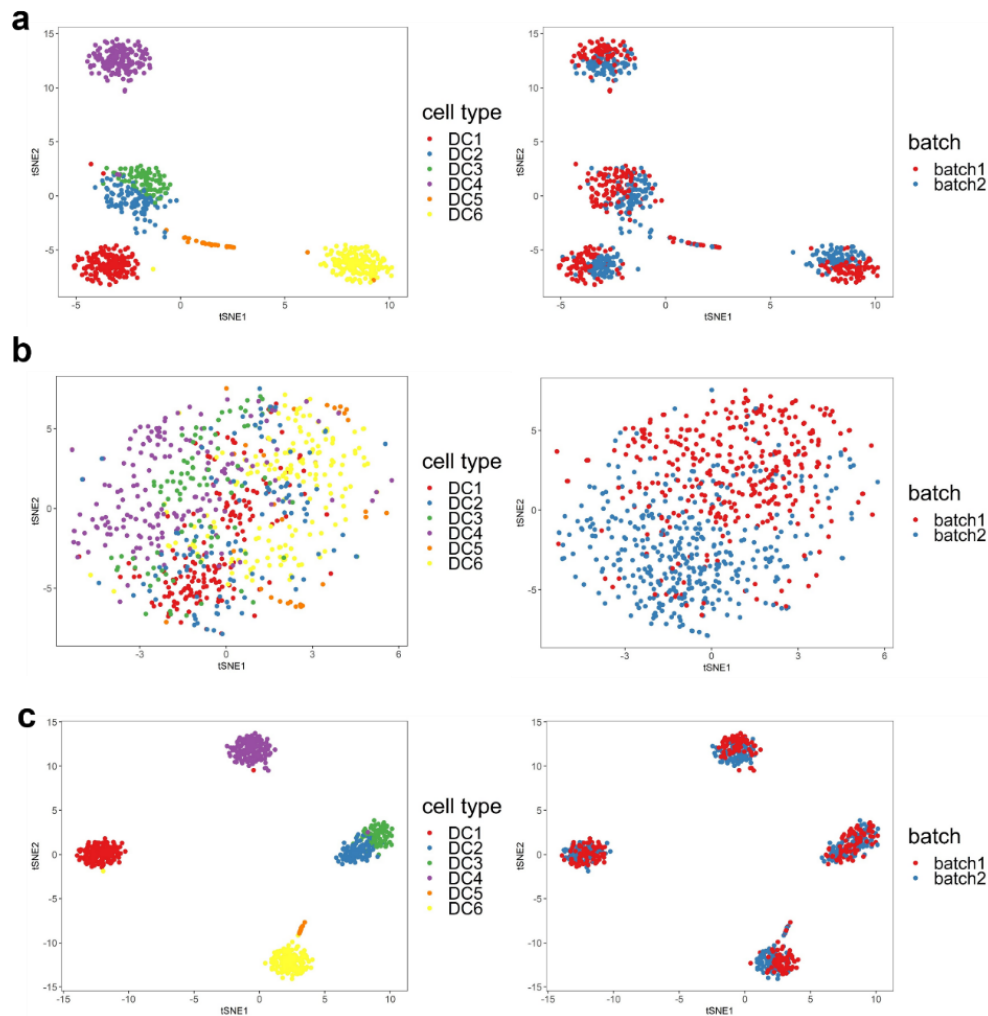 a
15
10
5
0
-5
-5 0 5 10
tSNE1
tSNE2
cell type
DC1
DC2
DC3
DC4
DC5
DC6
-5 0 5 10
tSNE1
tSNE2
15
10
5
0
-5
batch
batch1
batch2
b
5
0
-5
-3 0 3 6
tSNE1
tSNE2
cell type
DC1
DC2
DC3
DC4
DC5
DC6
5
0
-5
-3 0 3 6
tSNE1
tSNE2
batch
batch1
batch2
c
15
10
5
0
-5
-10
-15
-15 -10 -5 0 5 10
tSNE1
tSNE2
cell type
DC1
DC2
DC3
DC4
DC5
DC6
15
10
5
0
-5
-10
-15
-15 -10 -5 0 5 10
tSNE1
tSNE2
batch
batch1
batch2